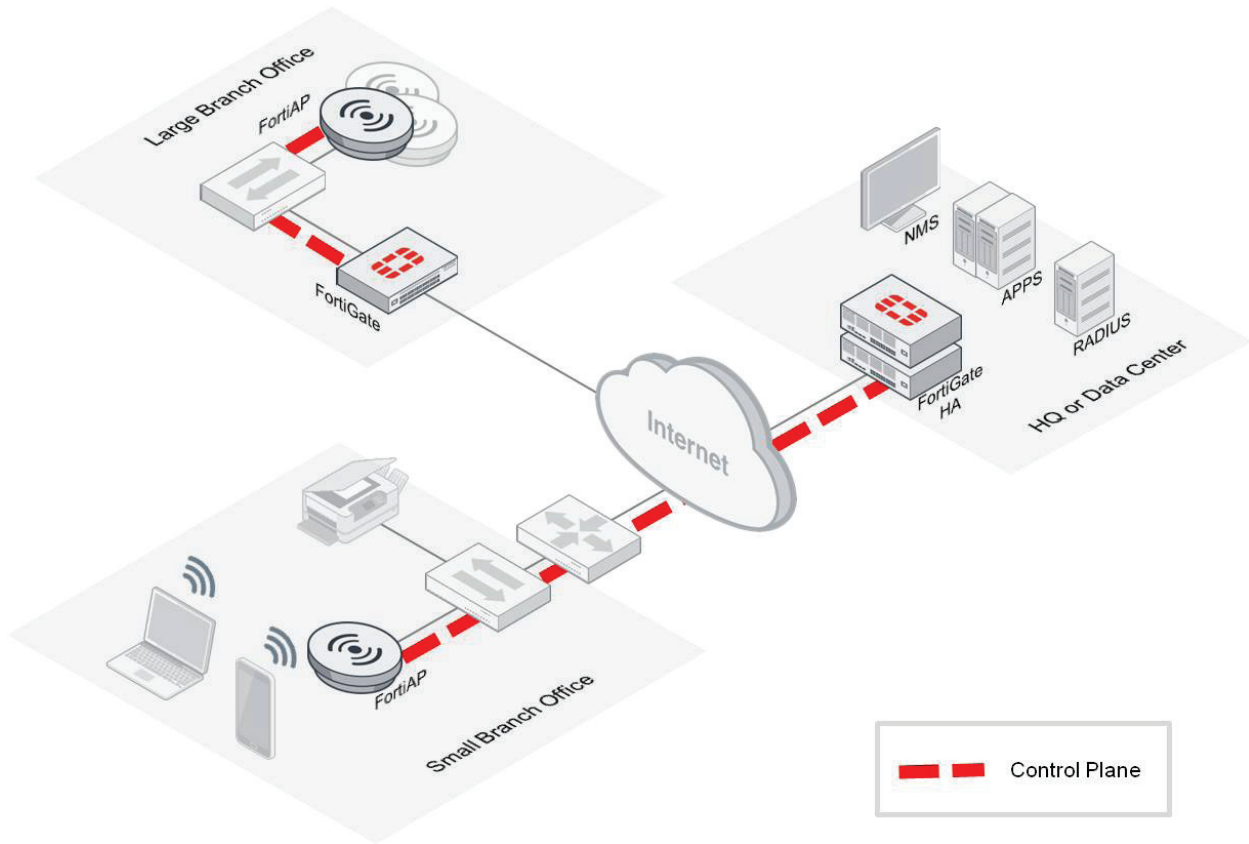 Large Branch Office
FortiAP
FortiGate
NMS
APPS
RADIUS
FortiGate
HA
HQ or Data Center
Internet
FortiAP
Small Branch Office
Control Plane